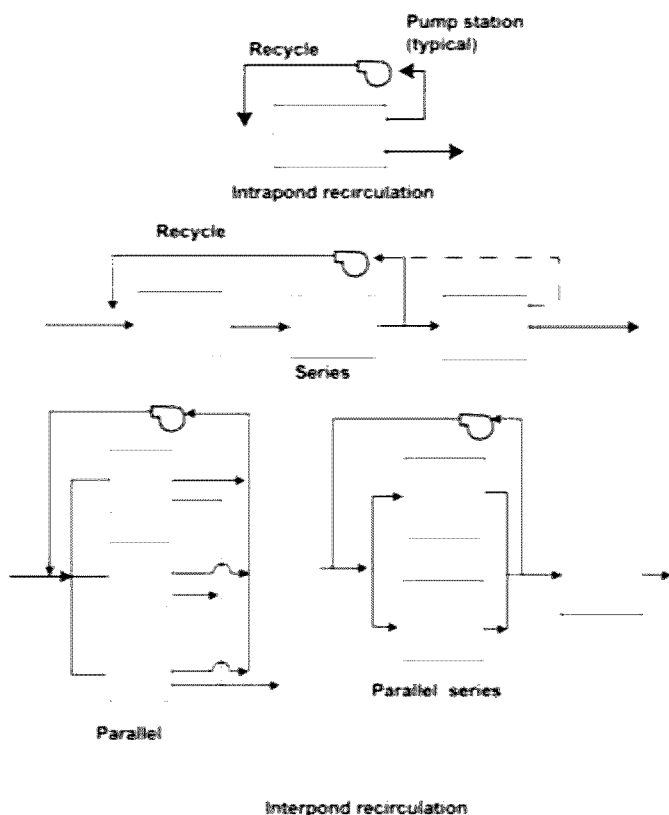 Pump station
(typical)
Recycle
Intrapond recirculation
Recycle
Series
Parallel series
Parallel
Interpond recirculation